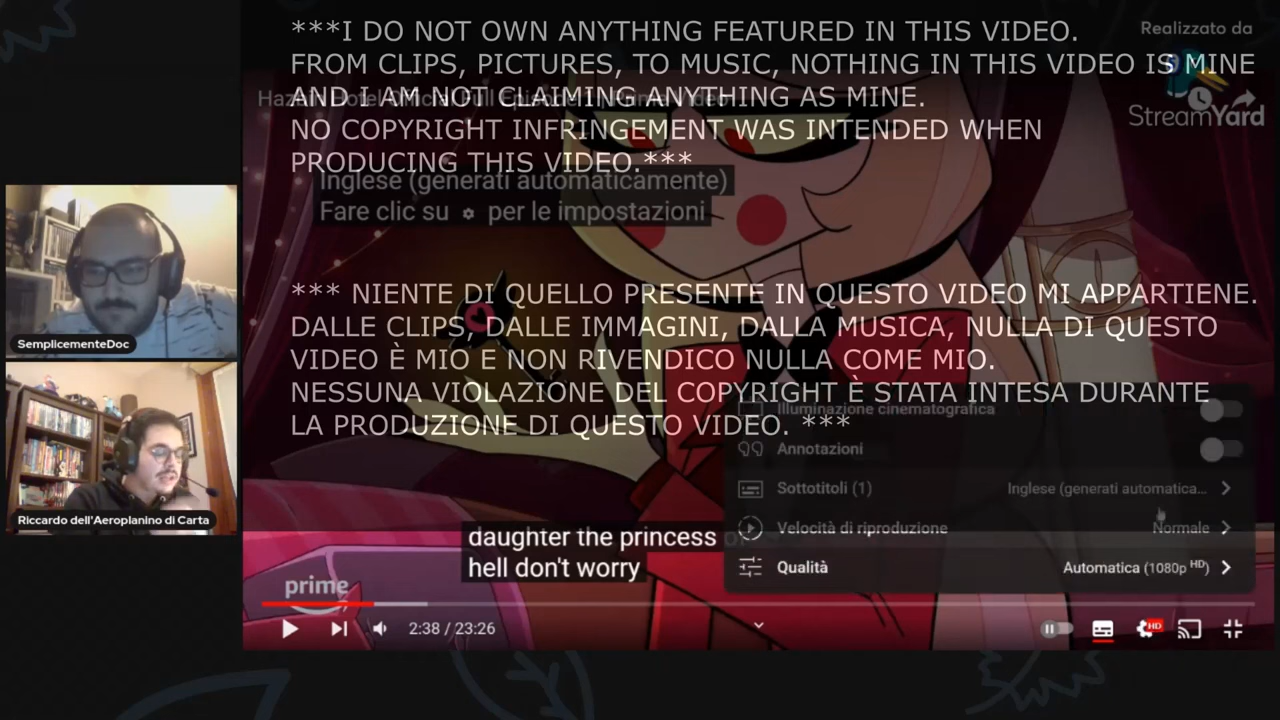 ***I DO NOT OWN ANYTHING FEATURED IN THIS VIDEO.
FROM CLIPS, PICTURES, TO MUSIC, NOTHING IN THIS VIDEO IS MINE
AND I AM NOT CLAIMING ANYTHING AS MINE.
NO COPYRIGHT INFRINGEMENT WAS INTENDED WHEN
PRODUCING THIS VIDEO.***
Realizzato da
StreamYard
Inglese (generati automaticamente)
Fare clic su per le impostazioni
*** NIENTE DI QUELLO PRESENTE IN QUESTO VIDEO MI APPARTIENE.
DALLE CLIPS, DALLE IMMAGINI, DALLA MUSICA, NULLA DI QUESTO
VIDEO È MIO E NON RIVENDICO NULLA COME MIO.
NESSUNA VIOLAZIONE DEL COPYRIGHT È STATA INTESA DURANTE
LA PRODUZIONE DI QUESTO VIDEO. ***
SemplicementeDoc
Riccardo dell'Aeroplanino di Carta
Illuminazione cinematografica
Annotazioni
Sottotitoli (1) Inglese (generati automatica...
Velocità di riproduzione Normale
Qualità Automatica (1080p HD)
daughter the princess
hell don't worry
prime
2:38 / 23:26
HD